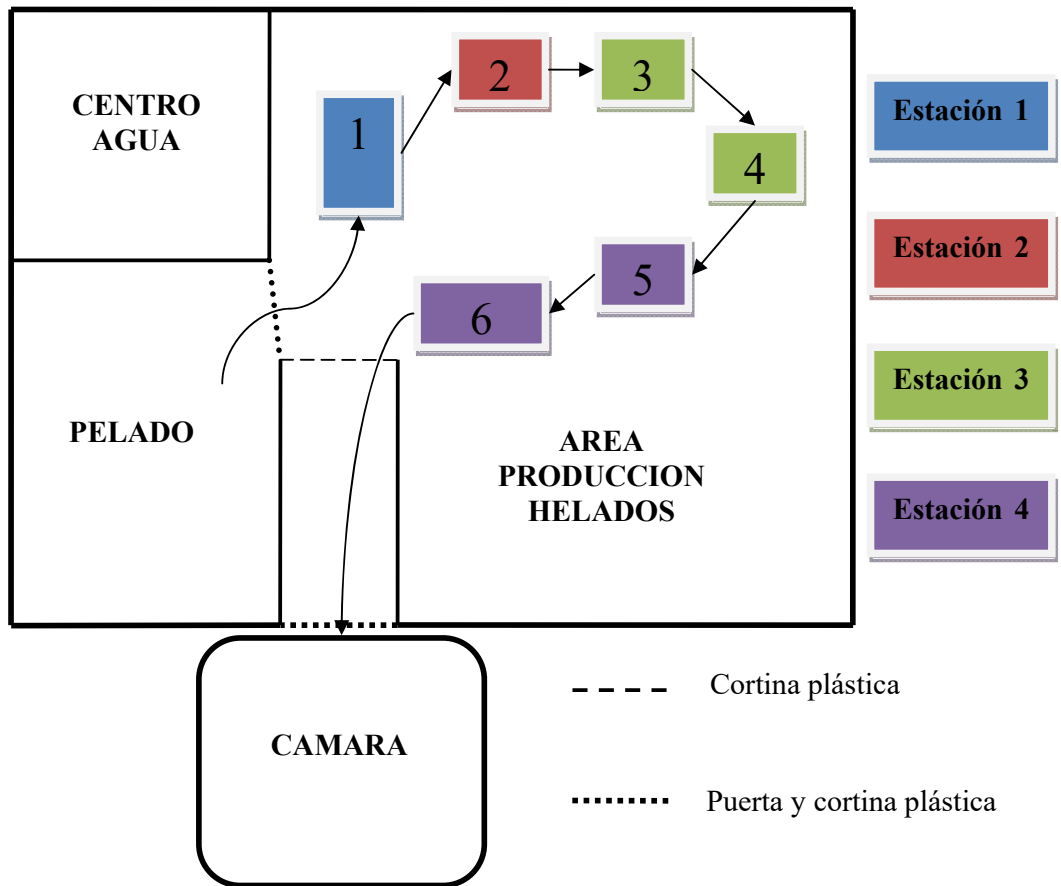 CENTRO
AGUA
1
2
3
4
5
6
PELADO
AREA
PRODUCCION
HELADOS
CAMARA
Estación 1
Estación 2
Estación 3
Estación 4
Cortina plástica
Puerta y cortina plástica